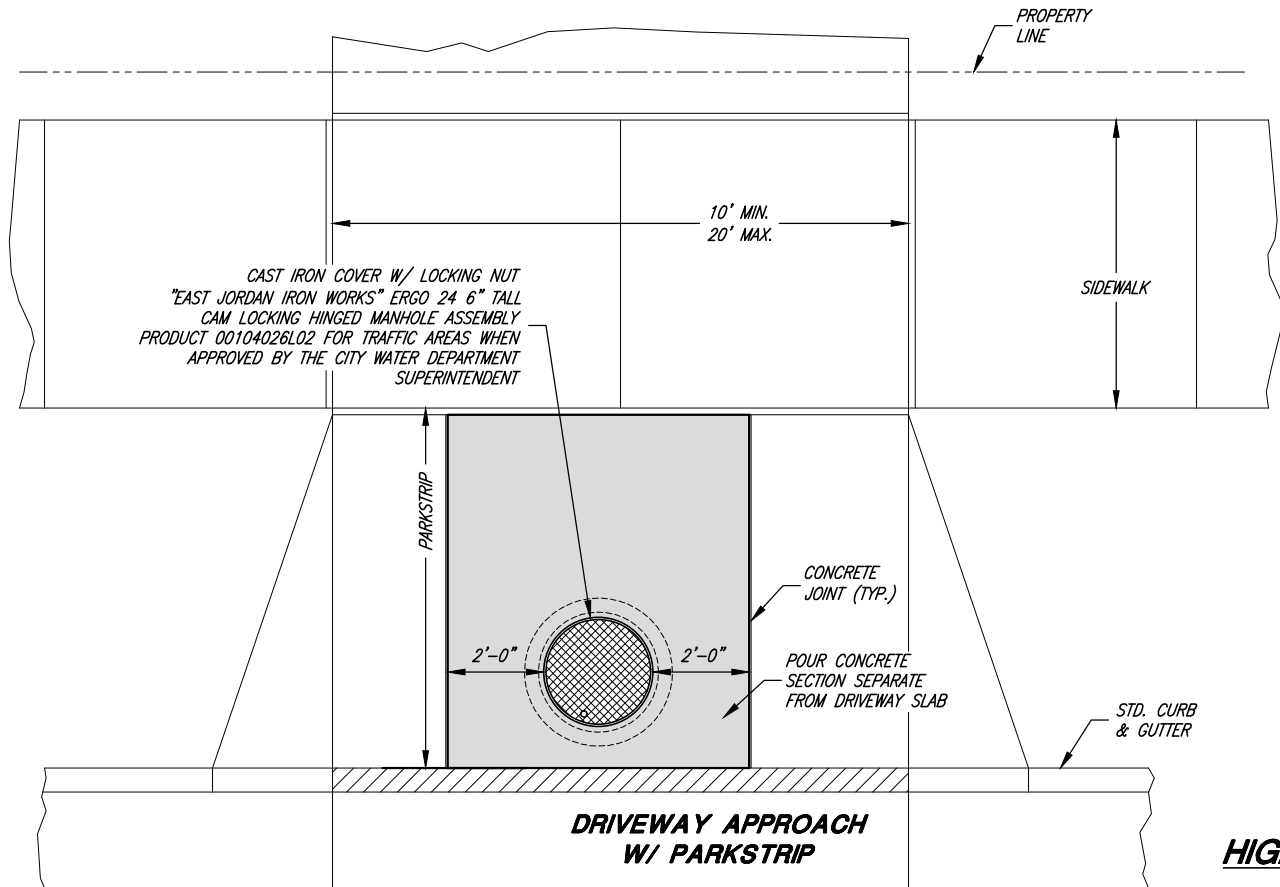 PROPERTY
LINE
10' MIN.
20' MAX.
CAST IRON COVER W/ LOCKING NUT
"EAST JORDAN IRON WORKS" ERGO 24 6" TALL
CAM LOCKING HINGED MANHOLE ASSEMBLY
PRODUCT 00104026L02 FOR TRAFFIC AREAS WHEN
APPROVED BY THE CITY WATER DEPARTMENT
SUPERINTENDENT
SIDEWALK
PARKSTRIP
CONCRETE
JOINT (TYP.)
2'-0"
2'-0"
POUR CONCRETE
SECTION SEPARATE
FROM DRIVEWAY SLAB
STD. CURB
& GUTTER
DRIVEWAY APPROACH
W/ PARKSTRIP